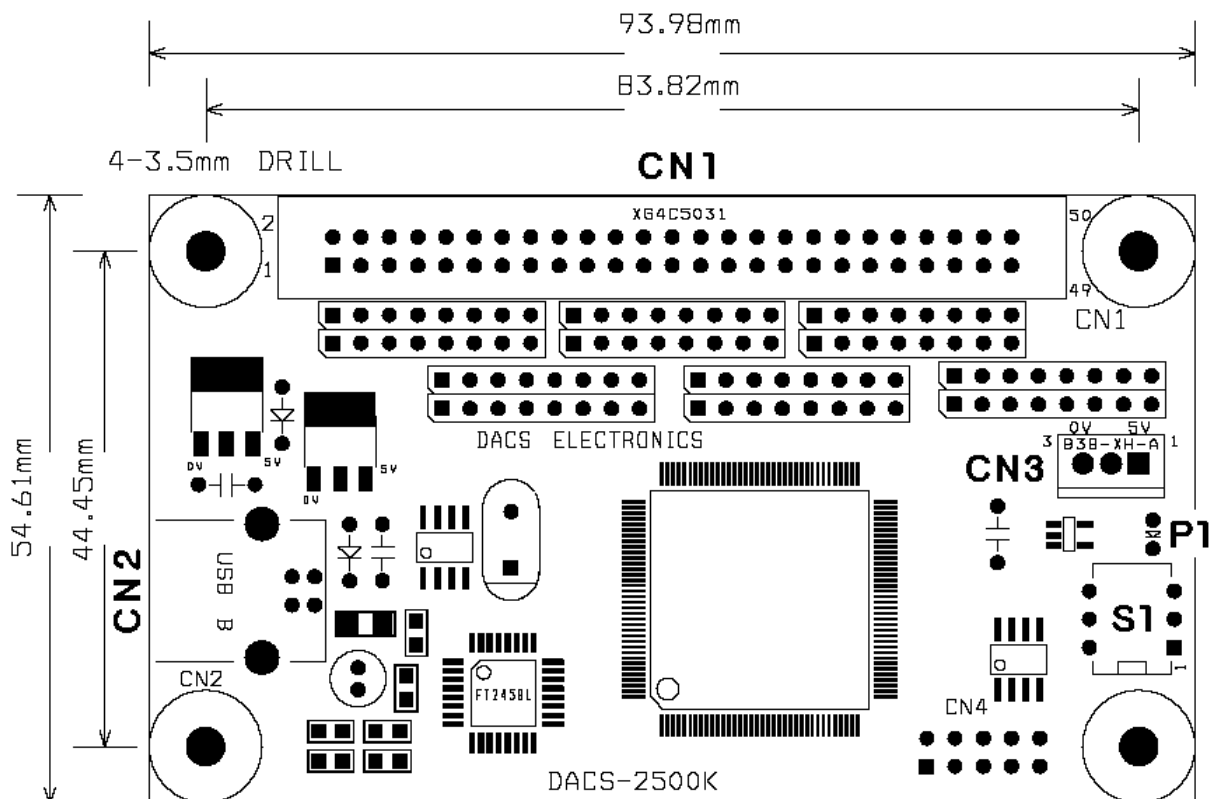 93.98mm
83.82mm
4-3.5mm DRILL
CN1
XG4C5031
2
50
1
49
CN1
54.61mm
44.45mm
DACS ELECTRONICS
0V 5V
3 B3B-XH-A 1
CN3
0V 5V
0V 5V
P1
CN2
USB B
S1
1
CN2
FT245BL
CN4
DACS-2500K